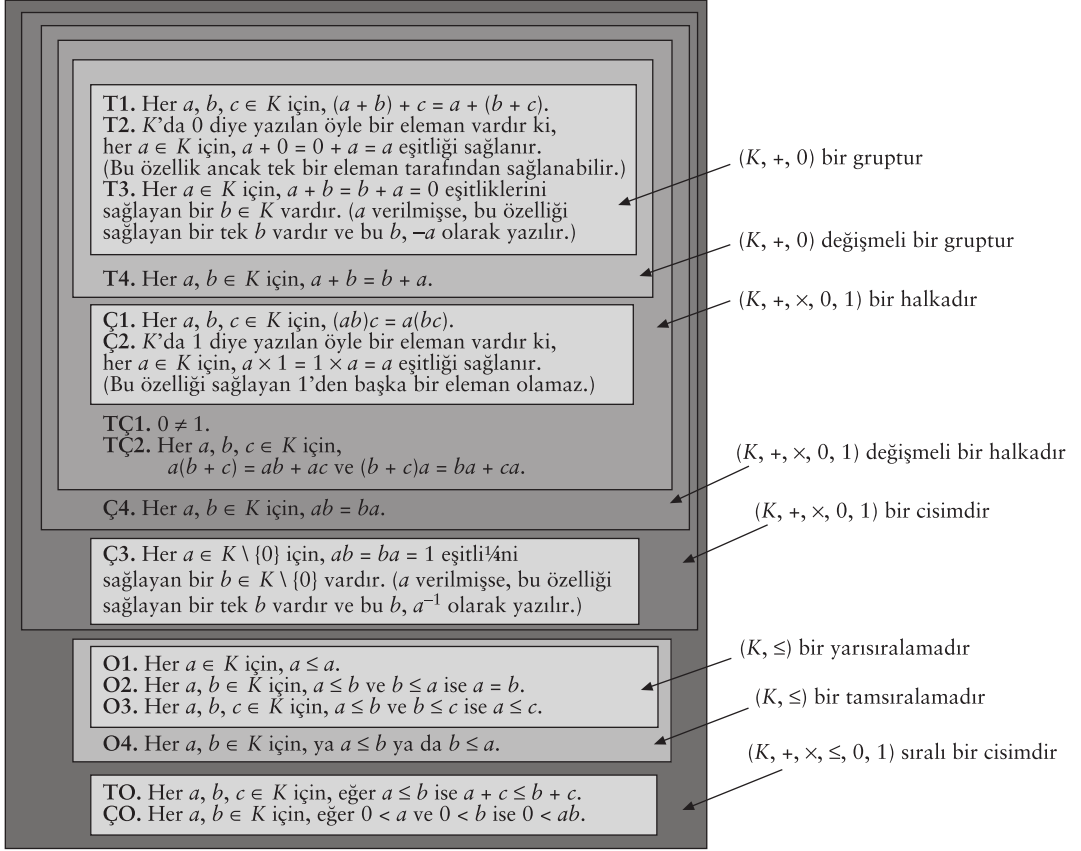 T1. Her a, b, c ∈ K için, (a + b) + c = a + (b + c).
T2. K’da 0 diye yazılan öyle bir eleman vardır ki,
her a ∈ K için, a + 0 = 0 + a = a eşitliği sağlanır.
(Bu özellik ancak tek bir eleman tarafından sağlanabilir.)
T3. Her a ∈ K için, a + b = b + a = 0 eşitliklerini
sağlayan bir b ∈ K vardır. (a verilmişse, bu özelliği
sağlayan bir tek b vardır ve bu b, –a olarak yazılır.)
(K, +, 0) bir gruptur
T4. Her a, b ∈ K için, a + b = b + a.
(K, +, 0) değişmeli bir gruptur
Ç1. Her a, b, c ∈ K için, (ab)c = a(bc).
Ç2. K’da 1 diye yazılan öyle bir eleman vardır ki,
her a ∈ K için, a × 1 = 1 × a = a eşitliği sağlanır.
(Bu özelliği sağlayan 1’den başka bir eleman olamaz.)
TÇ1. 0 ≠ 1.
TÇ2. Her a, b, c ∈ K için,
a(b + c) = ab + ac ve (b + c)a = ba + ca.
(K, +, ×, 0, 1) bir halkadır
Ç4. Her a, b ∈ K için, ab = ba.
(K, +, ×, 0, 1) değişmeli bir halkadır
Ç3. Her a ∈ K \ {0} için, ab = ba = 1 eşitli¼ni
sağlayan bir b ∈ K \ {0} vardır. (a verilmişse, bu özelliği
sağlayan bir tek b vardır ve bu b, a⁻¹ olarak yazılır.)
(K, +, ×, 0, 1) bir cisimdir
O1. Her a ∈ K için, a ≤ a.
O2. Her a, b ∈ K için, a ≤ b ve b ≤ a ise a = b.
O3. Her a, b, c ∈ K için, a ≤ b ve b ≤ c ise a ≤ c.
(K, ≤) bir yarısıralamadır
O4. Her a, b ∈ K için, ya a ≤ b ya da b ≤ a.
(K, ≤) bir tamsıralamadır
TO. Her a, b, c ∈ K için, eğer a ≤ b ise a + c ≤ b + c.
ÇO. Her a, b ∈ K için, eğer 0 < a ve 0 < b ise 0 < ab.
(K, +, ×, ≤, 0, 1) sıralı bir cisimdir